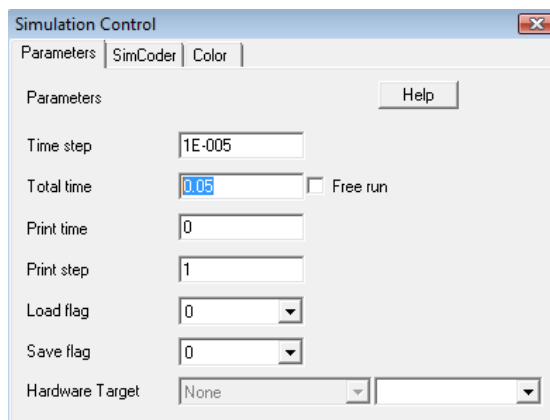 Simulation Control
Parameters SimCoder Color
Parameters Help
Time step 1E-005
Total time 0.05 Free run
Print time 0
Print step 1
Load flag 0
Save flag 0
Hardware Target None